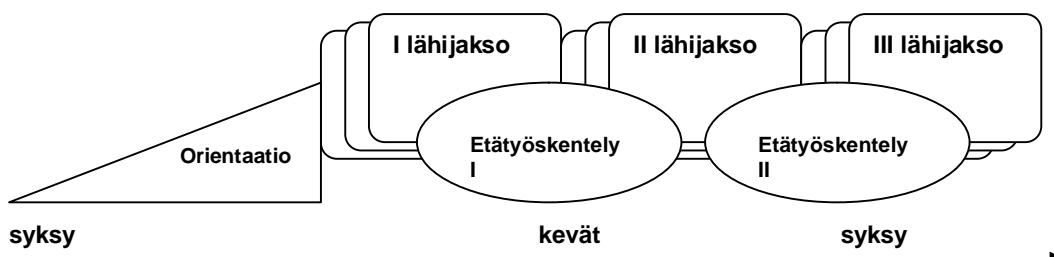 I lähijakso
II lähijakso
III lähijakso
Orientaatio
Etätyöskentely
I
Etätyöskentely
II
syksy
kevät
syksy